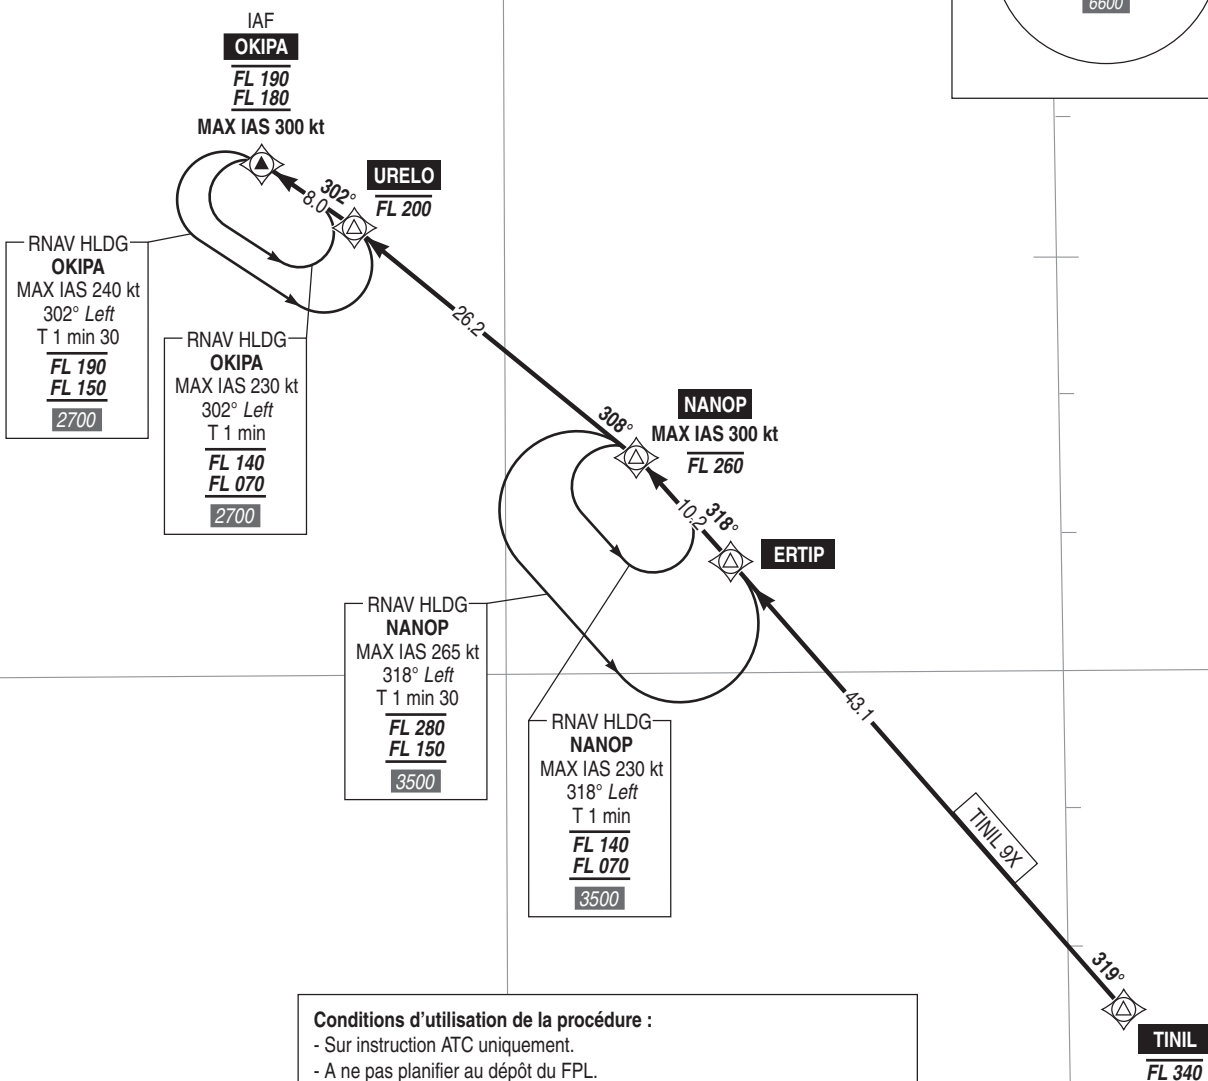 6600
IAF
OKIPA
FL 190
FL 180
MAX IAS 300 kt
URELO
FL 200
302°
8.0
RNAV HLDG
OKIPA
MAX IAS 240 kt
302° Left
T 1 min 30
FL 190
FL 150
2700
RNAV HLDG
OKIPA
MAX IAS 230 kt
302° Left
T 1 min
FL 140
FL 070
2700
26.2
308°
NANOP
MAX IAS 300 kt
FL 260
10.2
318°
ERTIP
RNAV HLDG
NANOP
MAX IAS 265 kt
318° Left
T 1 min 30
FL 280
FL 150
3500
RNAV HLDG
NANOP
MAX IAS 230 kt
318° Left
T 1 min
FL 140
FL 070
3500
43.1
TINIL 9X
319°
TINIL
FL 340
Conditions d'utilisation de la procédure :
- Sur instruction ATC uniquement.
- A ne pas planifier au dépôt du FPL.